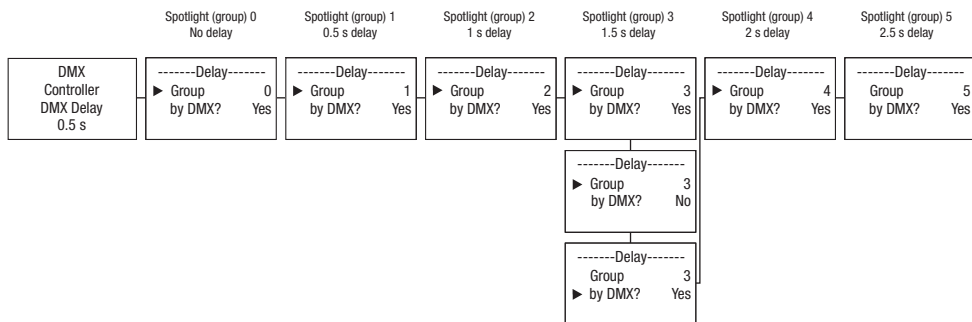 Spotlight (group) 0
No delay
Spotlight (group) 1
0.5 s delay
Spotlight (group) 2
1 s delay
Spotlight (group) 3
1.5 s delay
Spotlight (group) 4
2 s delay
Spotlight (group) 5
2.5 s delay
DMX
Controller
DMX Delay
0.5 s
-------Delay-------
▶ Group 0
by DMX? Yes
-------Delay-------
▶ Group 1
by DMX? Yes
-------Delay-------
▶ Group 2
by DMX? Yes
-------Delay-------
▶ Group 3
by DMX? Yes
-------Delay-------
▶ Group 4
by DMX? Yes
-------Delay-------
Group 5
by DMX? Yes
-------Delay-------
▶ Group 3
by DMX? No
-------Delay-------
Group 3
▶ by DMX? Yes